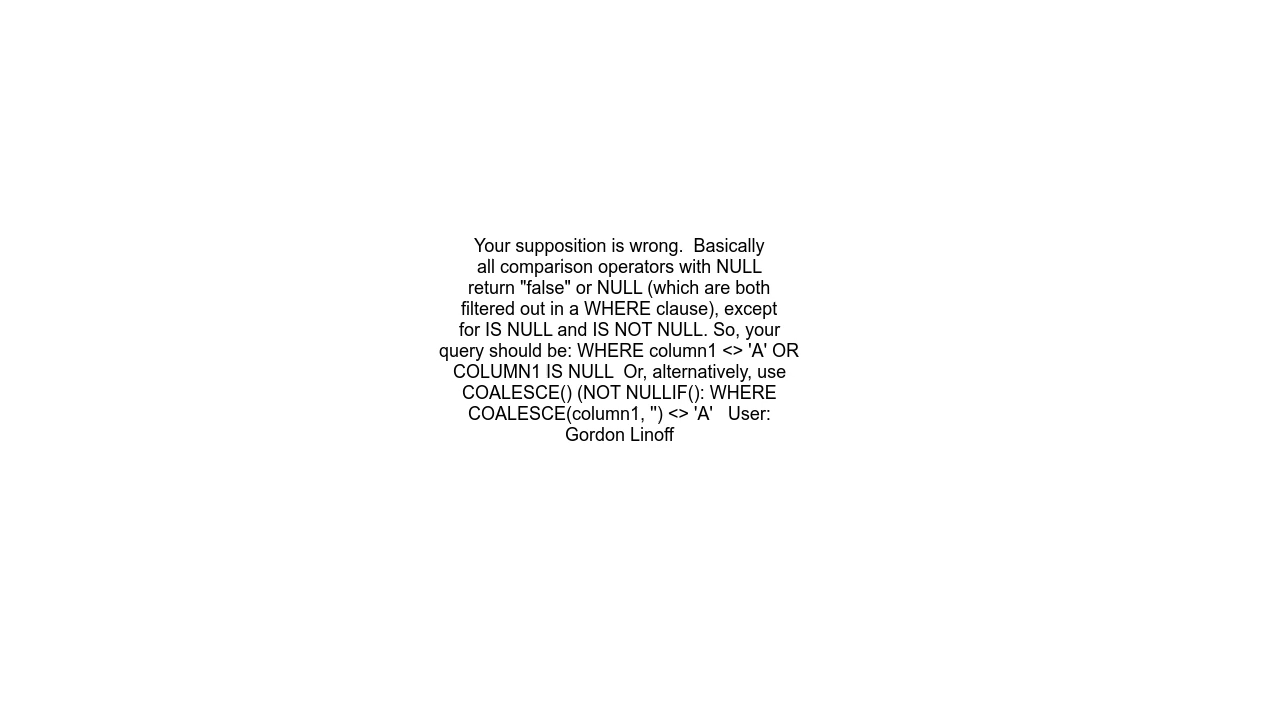 Your supposition is wrong.  Basically
all comparison operators with NULL
return "false" or NULL (which are both
filtered out in a WHERE clause), except
for IS NULL and IS NOT NULL. So, your
query should be: WHERE column1 <> 'A' OR
COLUMN1 IS NULL  Or, alternatively, use
COALESCE() (NOT NULLIF(): WHERE
COALESCE(column1, '') <> 'A'   User:
Gordon Linoff